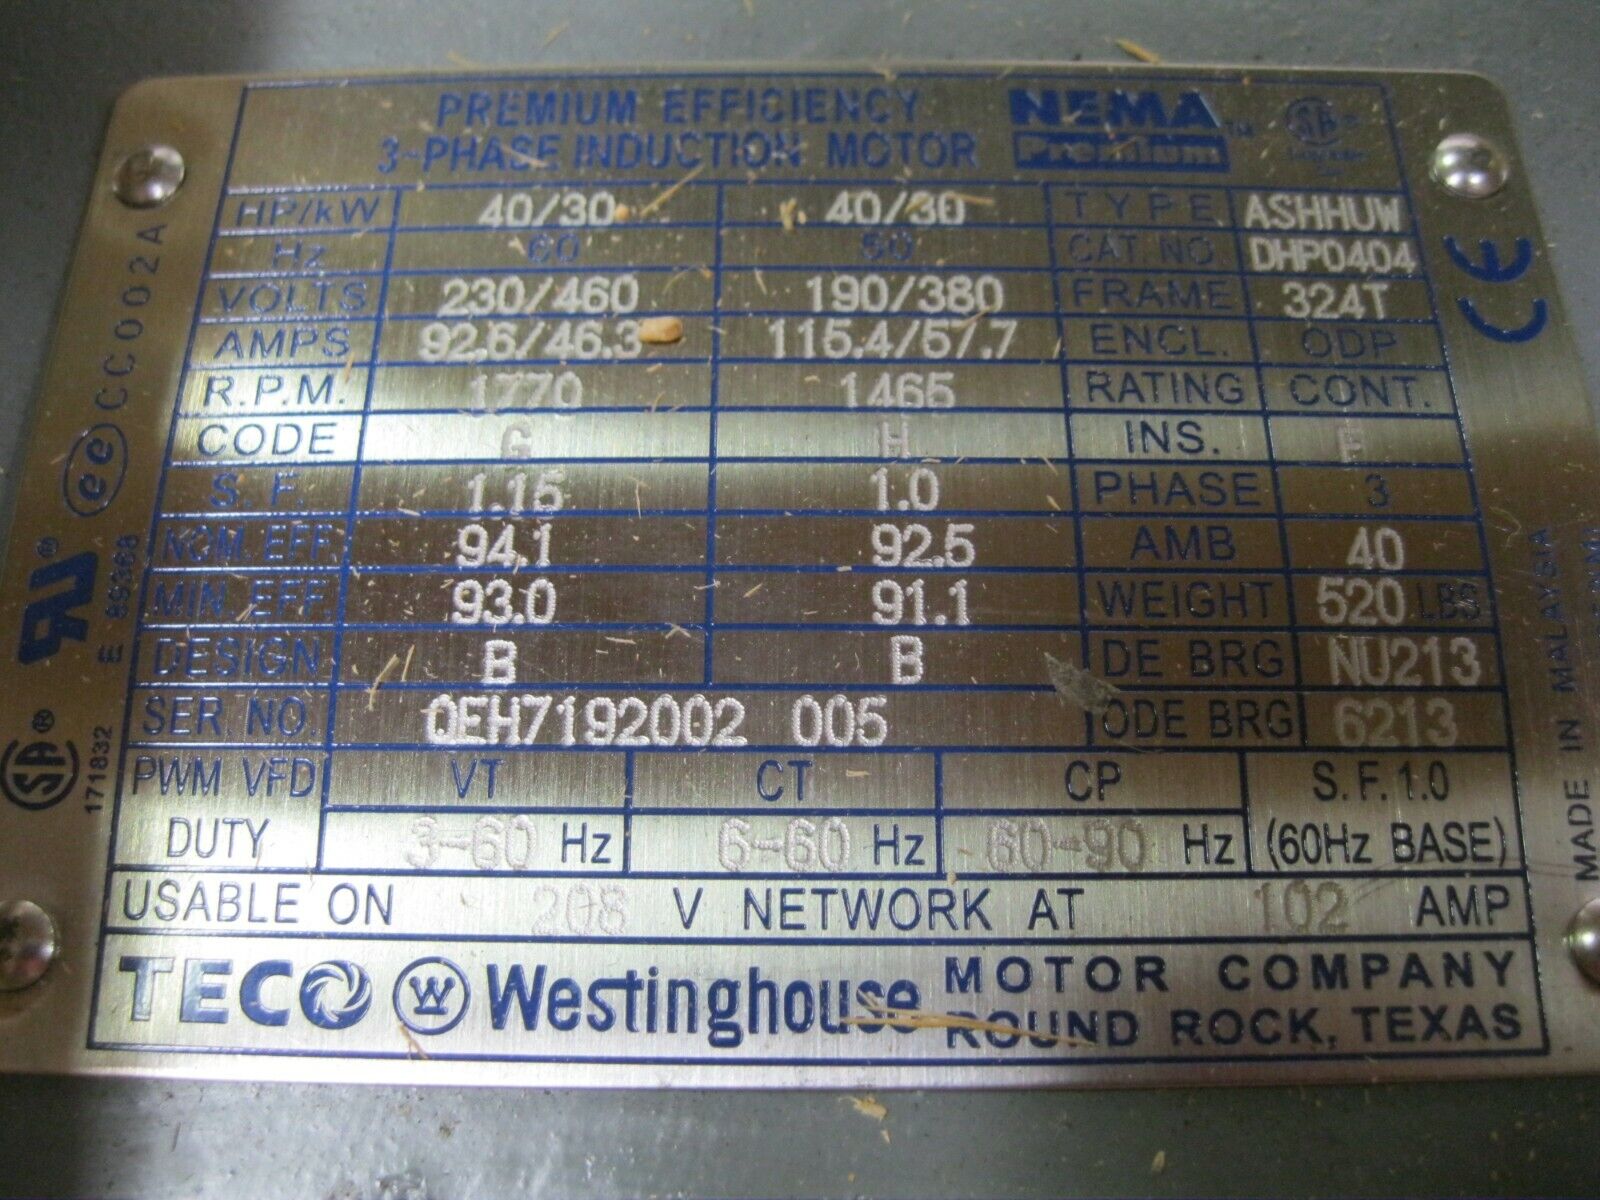 PREMIUM EFFICIENCY
3-PHASE INDUCTION MOTOR
NEMA TM
Premium
HP/kW 40/30 40/30 TYPE ASHHUW
Hz 60 50 CAT. NO. DHP0404
VOLTS 230/460 190/380 FRAME 324T
AMPS 92.6/46.3 115.4/57.7 ENCL. ODP
R.P.M. 1770 1465 RATING CONT.
CODE G H INS. F
S. F. 1.15 1.0 PHASE 3
NOM. EFF. 94.1 92.5 AMB 40
MIN. EFF. 93.0 91.1 WEIGHT 520 LBS
DESIGN B B DE BRG NU213
SER. NO. QEH7192002 005 ODE BRG 6213
PWM VFD VT CT CP S.F.1.0
DUTY 3-60 Hz 6-60 Hz 60-90 Hz (60Hz BASE)
USABLE ON 208 V NETWORK AT 102 AMP
TECO W Westinghouse MOTOR COMPANY
ROUND ROCK, TEXAS
ee CC002A
E 89368
171832
CE
MADE IN MALAYSIA